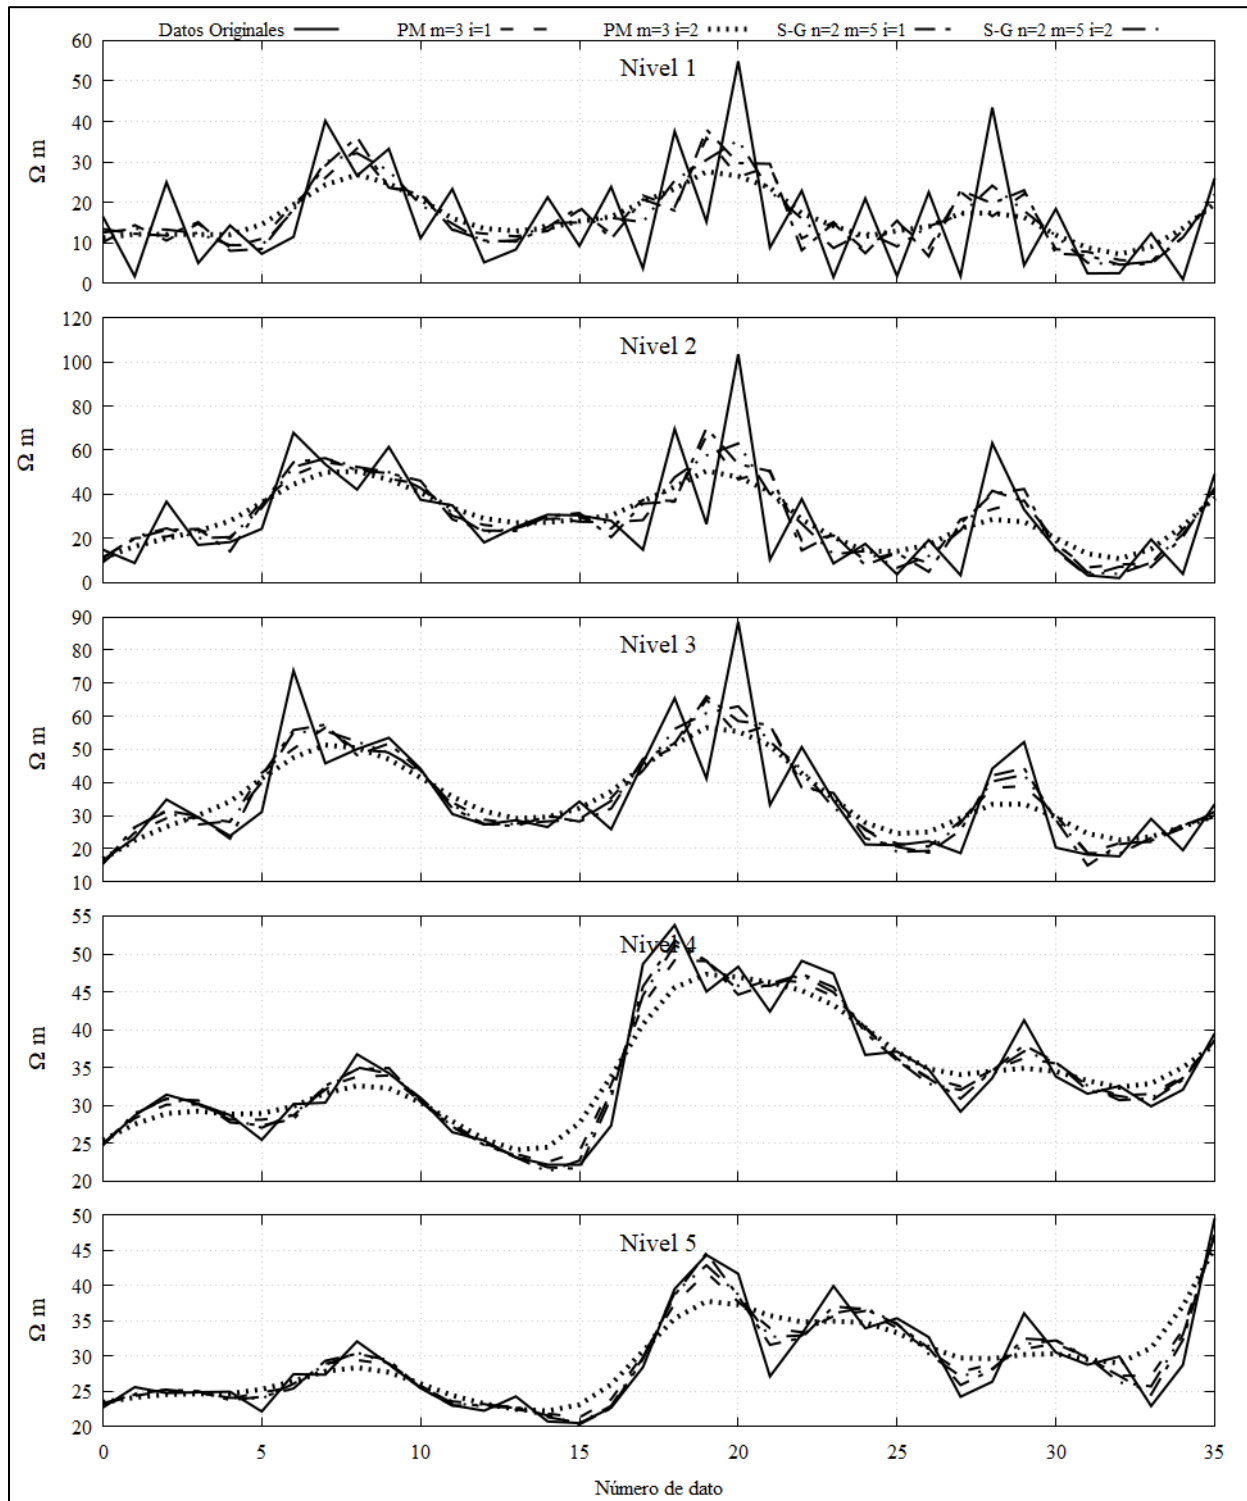 Datos Originales PM m=3 i=1 PM m=3 i=2 S-G n=2 m=5 i=1 S-G n=2 m=5 i=2
60
50
40
30
20
10
0
Ω m
Nivel 1
120
100
80
60
40
20
0
Ω m
Nivel 2
90
80
70
60
50
40
30
20
10
Ω m
Nivel 3
55
50
45
40
35
30
25
20
Ω m
Nivel 4
50
45
40
35
30
25
20
Ω m
Nivel 5
0 5 10 15 20 25 30 35
Número de dato